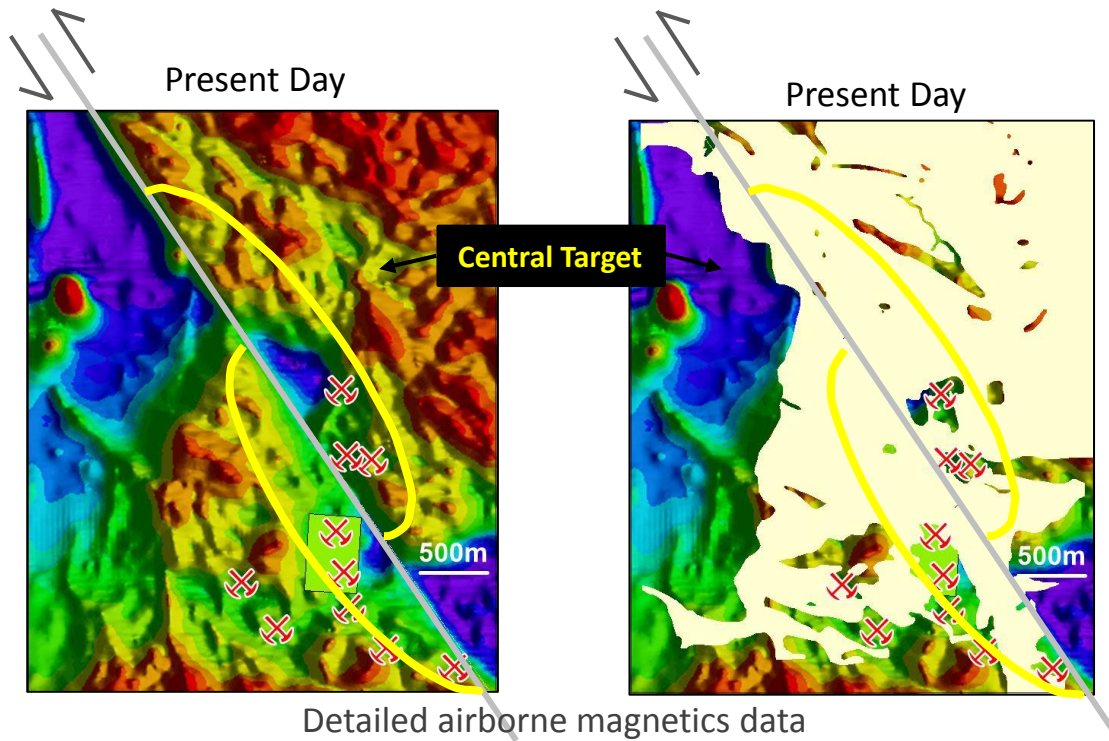 Present Day
Present Day
Central Target
500m
500m
Detailed airborne magnetics data